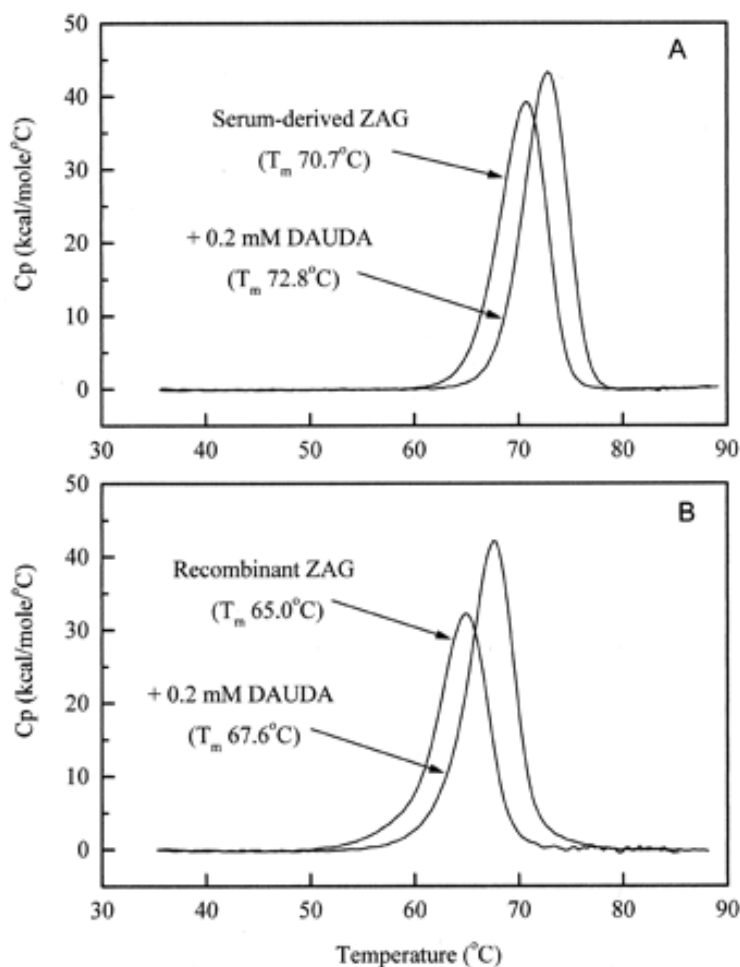 A
50
40
30
20
10
0
Cp (kcal/mole/°C)
Serum-derived ZAG
(Tm 70.7°C)
+ 0.2 mM DAUDA
(Tm 72.8°C)
30 40 50 60 70 80 90
B
50
40
30
20
10
0
Cp (kcal/mole/°C)
Recombinant ZAG
(Tm 65.0°C)
+ 0.2 mM DAUDA
(Tm 67.6°C)
30 40 50 60 70 80 90
Temperature (°C)